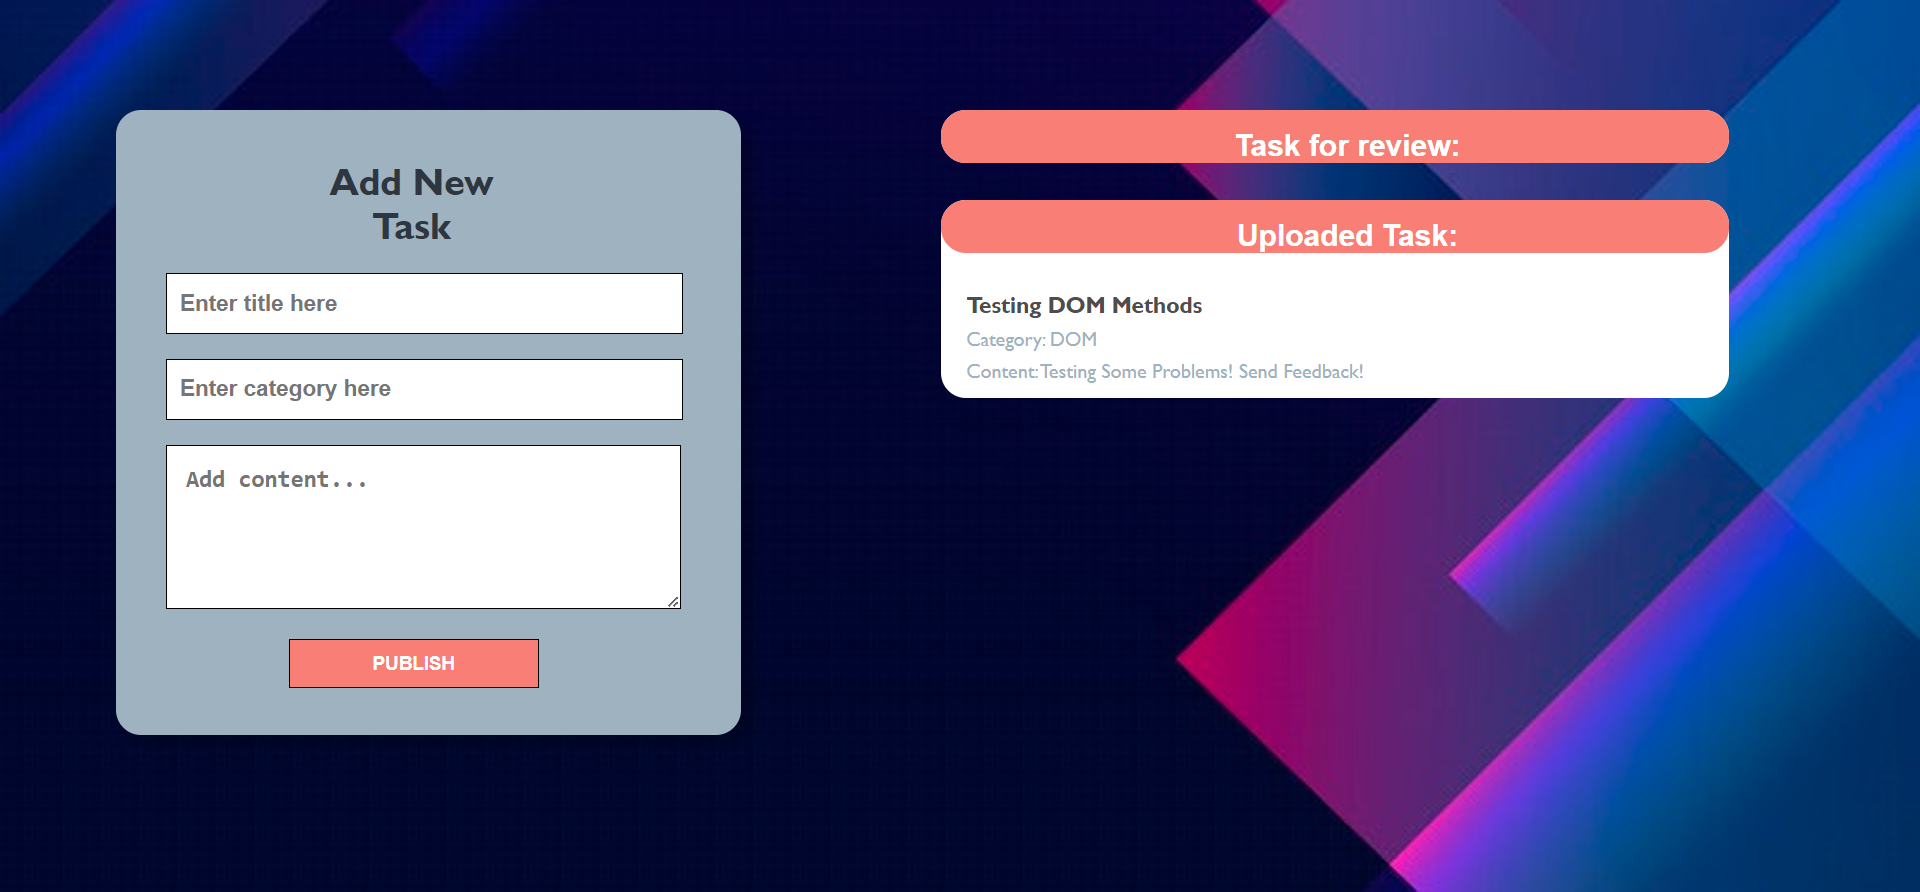 Add New
Task
Enter title here
Enter category here
Add content...
PUBLISH
Task for review:
Uploaded Task:
Testing DOM Methods
Category: DOM
Content:Testing Some Problems! Send Feedback!